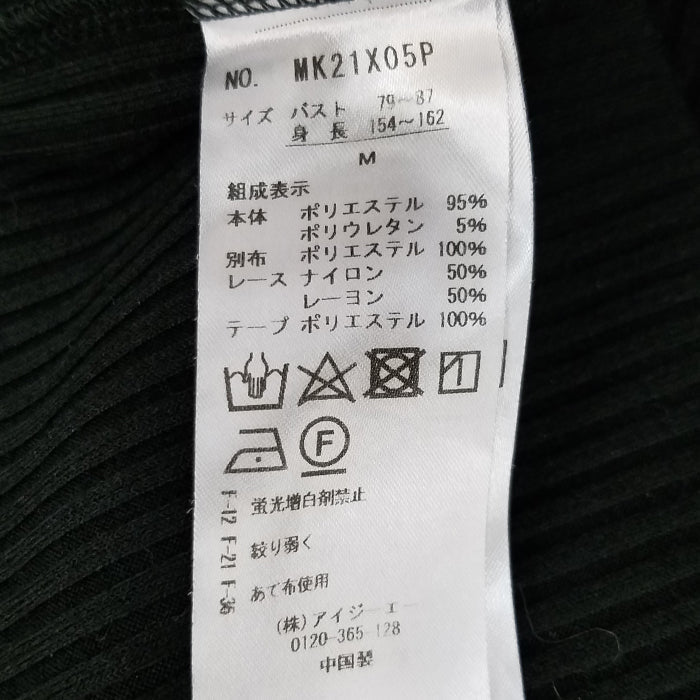 NO. MK21X05P
サイズ バスト 79~87
身長 154~162
M
組成表示
本体 ポリエステル 95%
ポリウレタン 5%
別布 ポリエステル 100%
レース ナイロン 50%
レーヨン 50%
テープ ポリエステル 100%
F
F-12 蛍光増白剤禁止
F-21 絞り弱く
F-36 あて布使用
(株)アイジーエー
0120-365-128
中国製